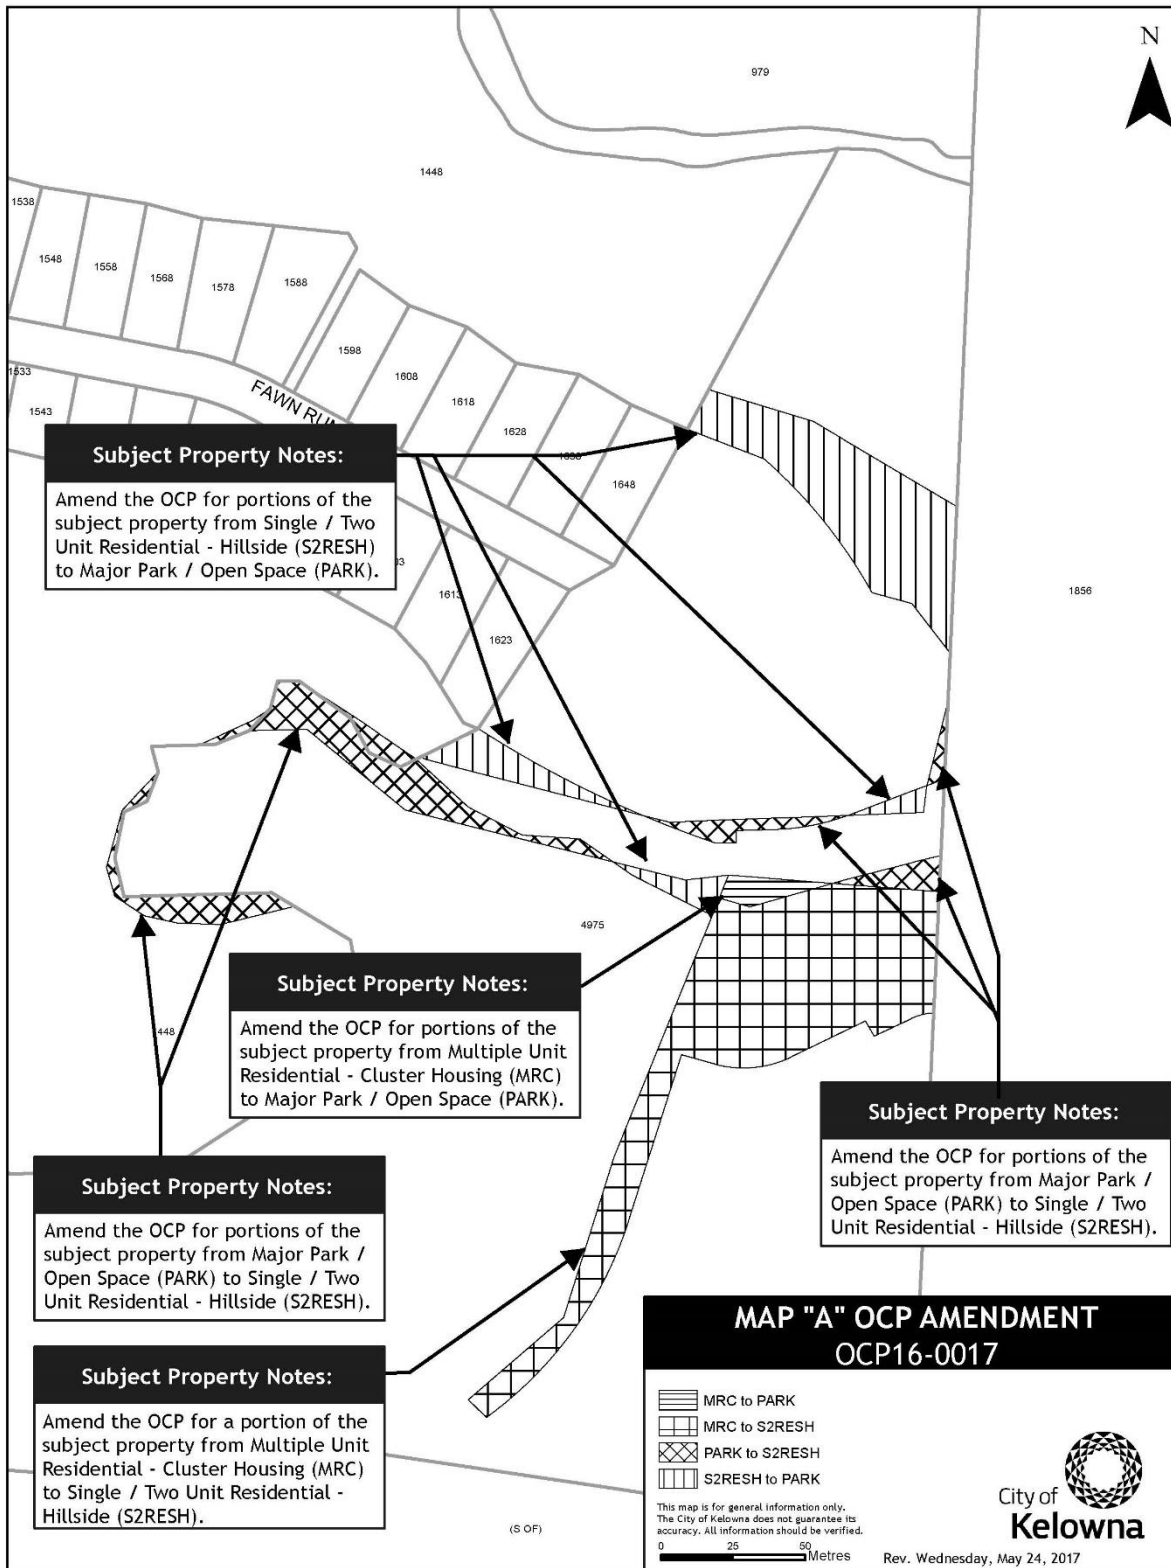 N
979
1448
1538
1548
1558
1568
1578
1588
1598
1608
1618
1628
1638
1648
1533
1543
FAWN RUN
Subject Property Notes:
Amend the OCP for portions of the
subject property from Single / Two
Unit Residential - Hillside (S2RESH)
to Major Park / Open Space (PARK).
1613
1623
1856
4975
Subject Property Notes:
Amend the OCP for portions of the
subject property from Multiple Unit
Residential - Cluster Housing (MRC)
to Major Park / Open Space (PARK).
448
Subject Property Notes:
Amend the OCP for portions of the
subject property from Major Park /
Open Space (PARK) to Single / Two
Unit Residential - Hillside (S2RESH).
Subject Property Notes:
Amend the OCP for portions of the
subject property from Major Park /
Open Space (PARK) to Single / Two
Unit Residential - Hillside (S2RESH).
Subject Property Notes:
Amend the OCP for a portion of the
subject property from Multiple Unit
Residential - Cluster Housing (MRC)
to Single / Two Unit Residential -
Hillside (S2RESH).
(S OF)
MAP "A" OCP AMENDMENT
OCP16-0017
MRC to PARK
MRC to S2RESH
PARK to S2RESH
S2RESH to PARK
This map is for general information only.
The City of Kelowna does not guarantee its
accuracy. All information should be verified.
0 25 50
Metres
City of
Kelowna
Rev. Wednesday, May 24, 2017